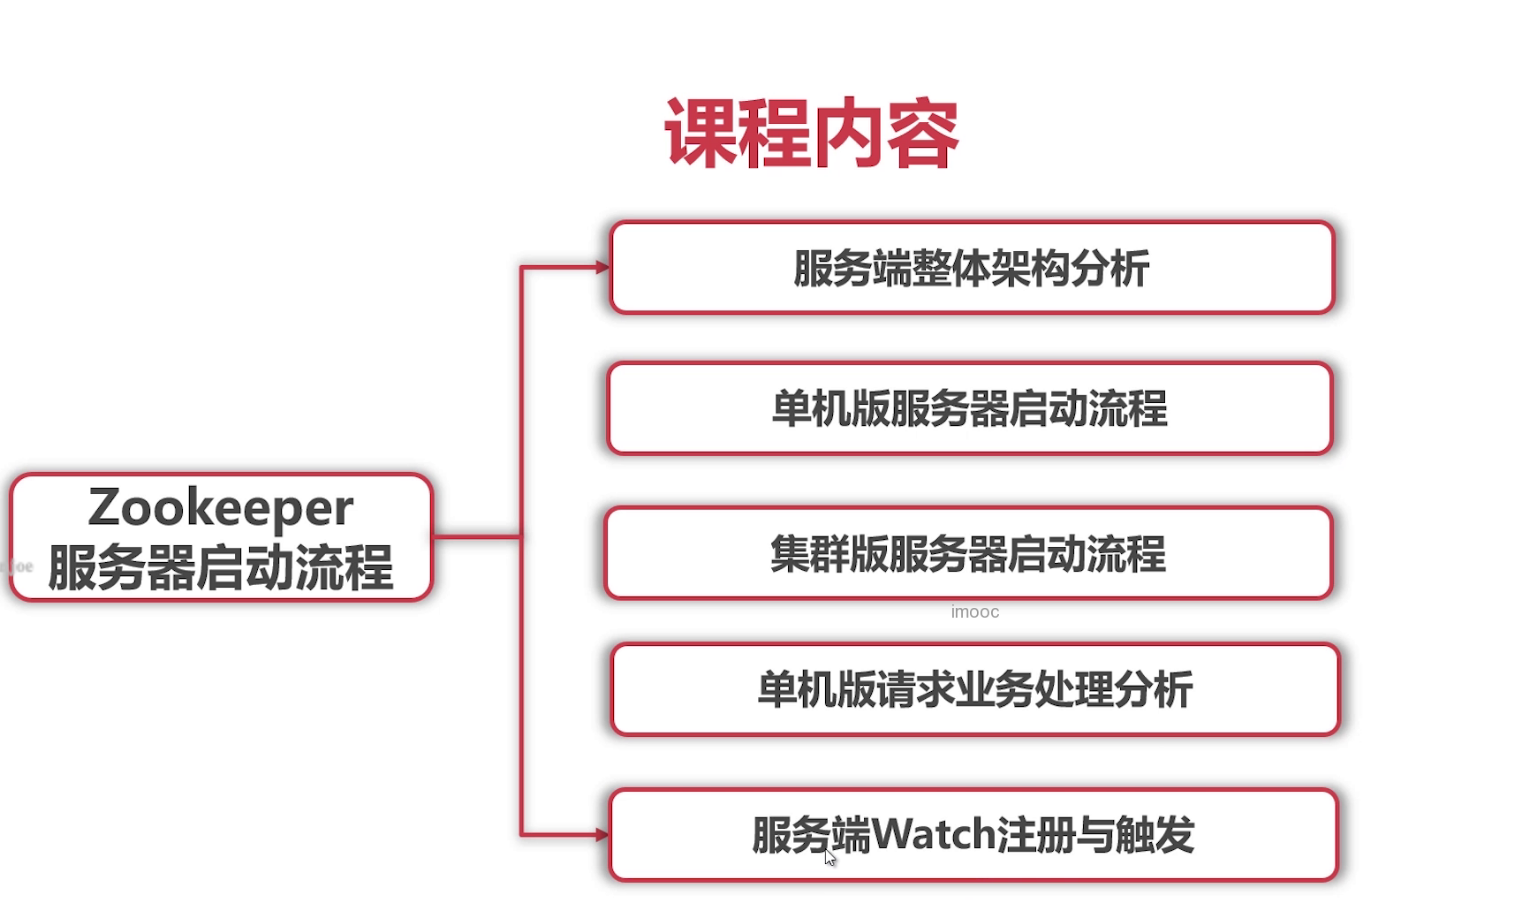 课程内容
服务端整体架构分析
单机版服务器启动流程
Zookeeper
服务器启动流程
集群版服务器启动流程
imooc
单机版请求业务处理分析
服务端Watch注册与触发